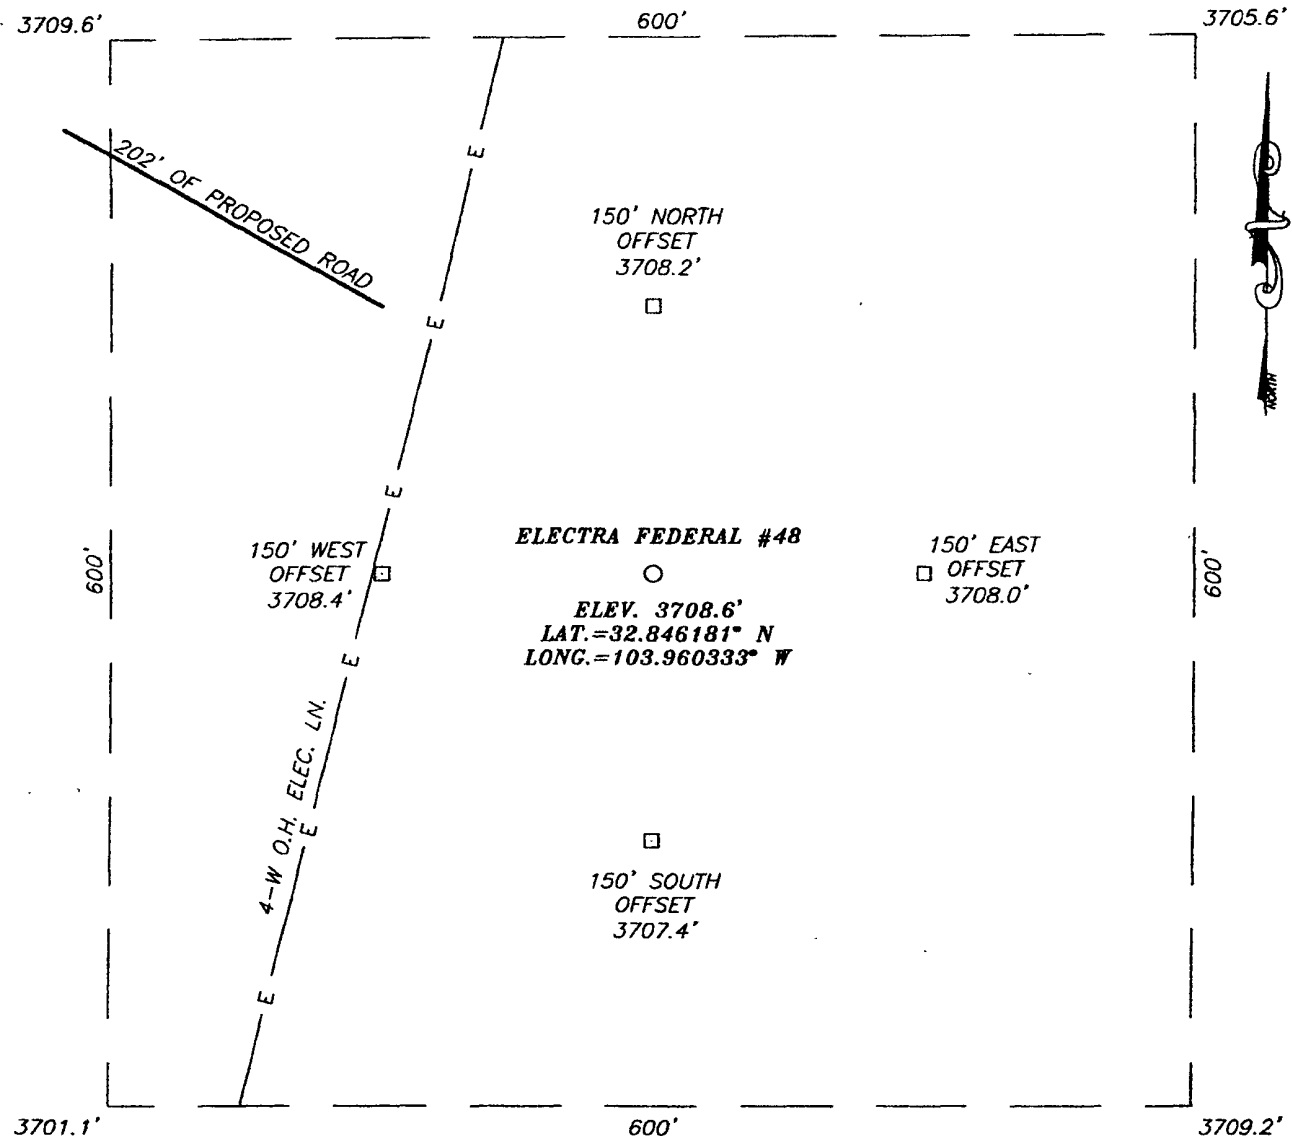 3709.6'
600'
3705.6'
202' OF PROPOSED ROAD
150' NORTH
OFFSET
3708.2'
NORTH
E
E
E
ELECTRA FEDERAL #48
150' WEST
OFFSET
3708.4'
150' EAST
OFFSET
3708.0'
600'
600'
ELEV. 3708.6'
LAT.=32.846181° N
LONG.=103.960333° W
E
4-W O.H. ELEC. LN.
E
150' SOUTH
OFFSET
3707.4'
E
3701.1'
600'
3709.2'